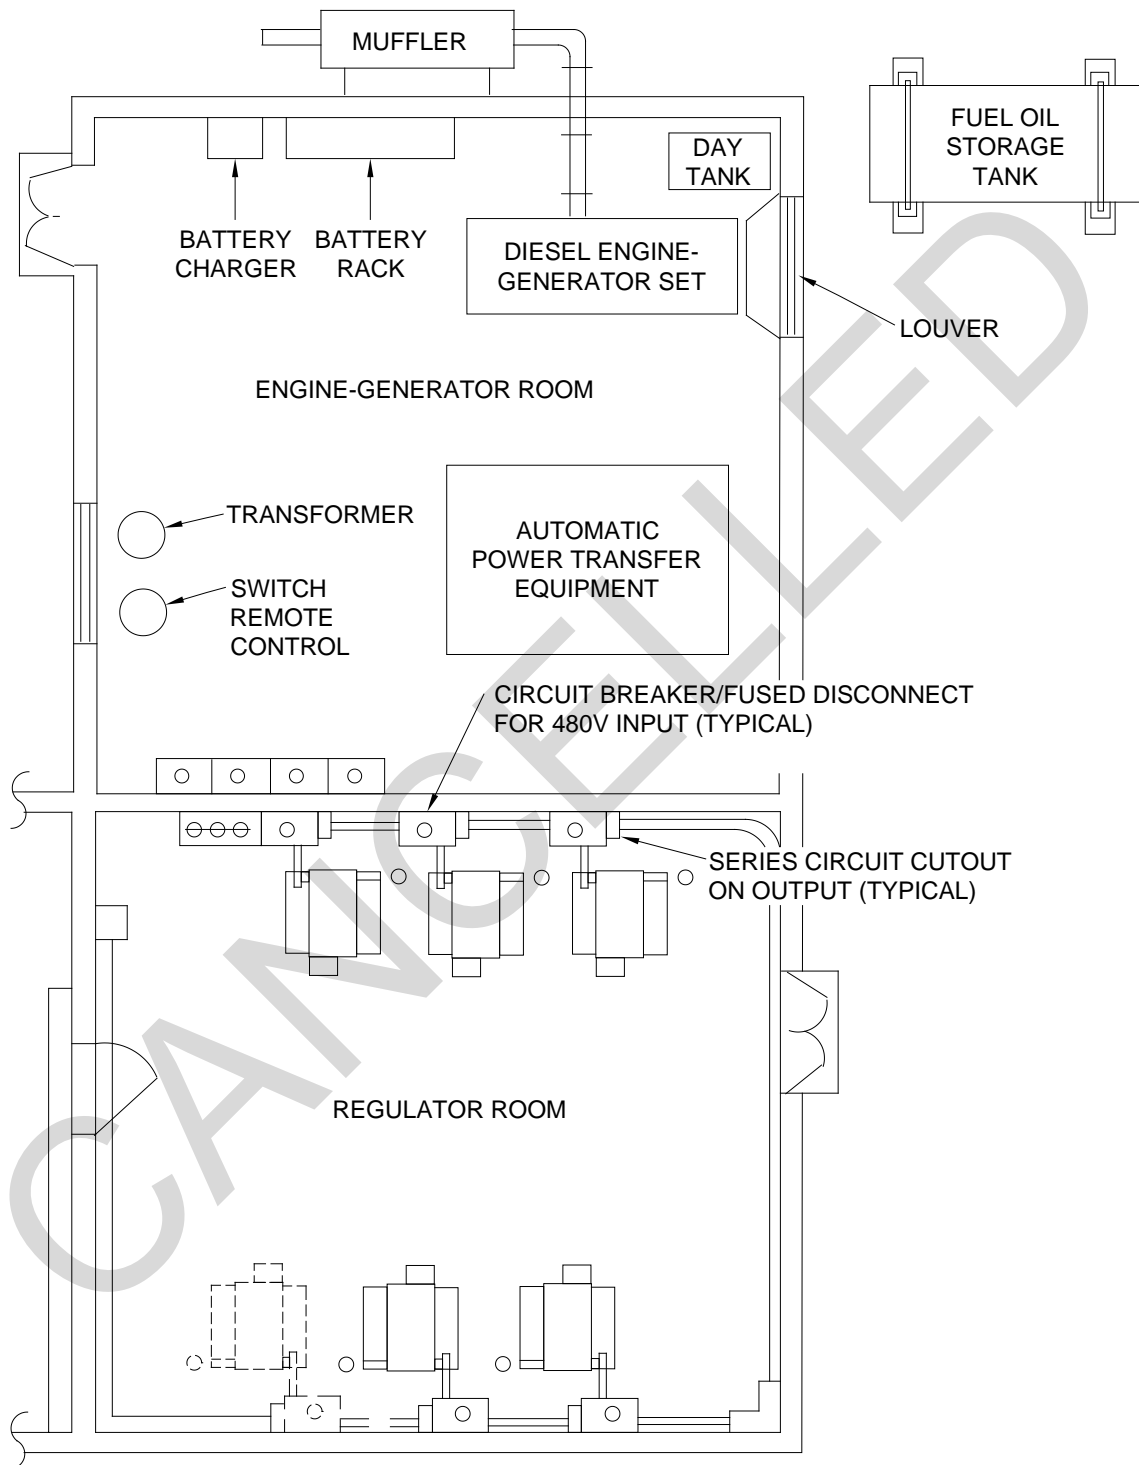 MUFFLER
FUEL OIL
STORAGE
TANK
DAY
TANK
BATTERY
CHARGER
BATTERY
RACK
DIESEL ENGINE-
GENERATOR SET
LOUVER
ENGINE-GENERATOR ROOM
TRANSFORMER
AUTOMATIC
POWER TRANSFER
EQUIPMENT
SWITCH
REMOTE
CONTROL
CIRCUIT BREAKER/FUSED DISCONNECT
FOR 480V INPUT (TYPICAL)
SERIES CIRCUIT CUTOUT
ON OUTPUT (TYPICAL)
REGULATOR ROOM
CANCELLED